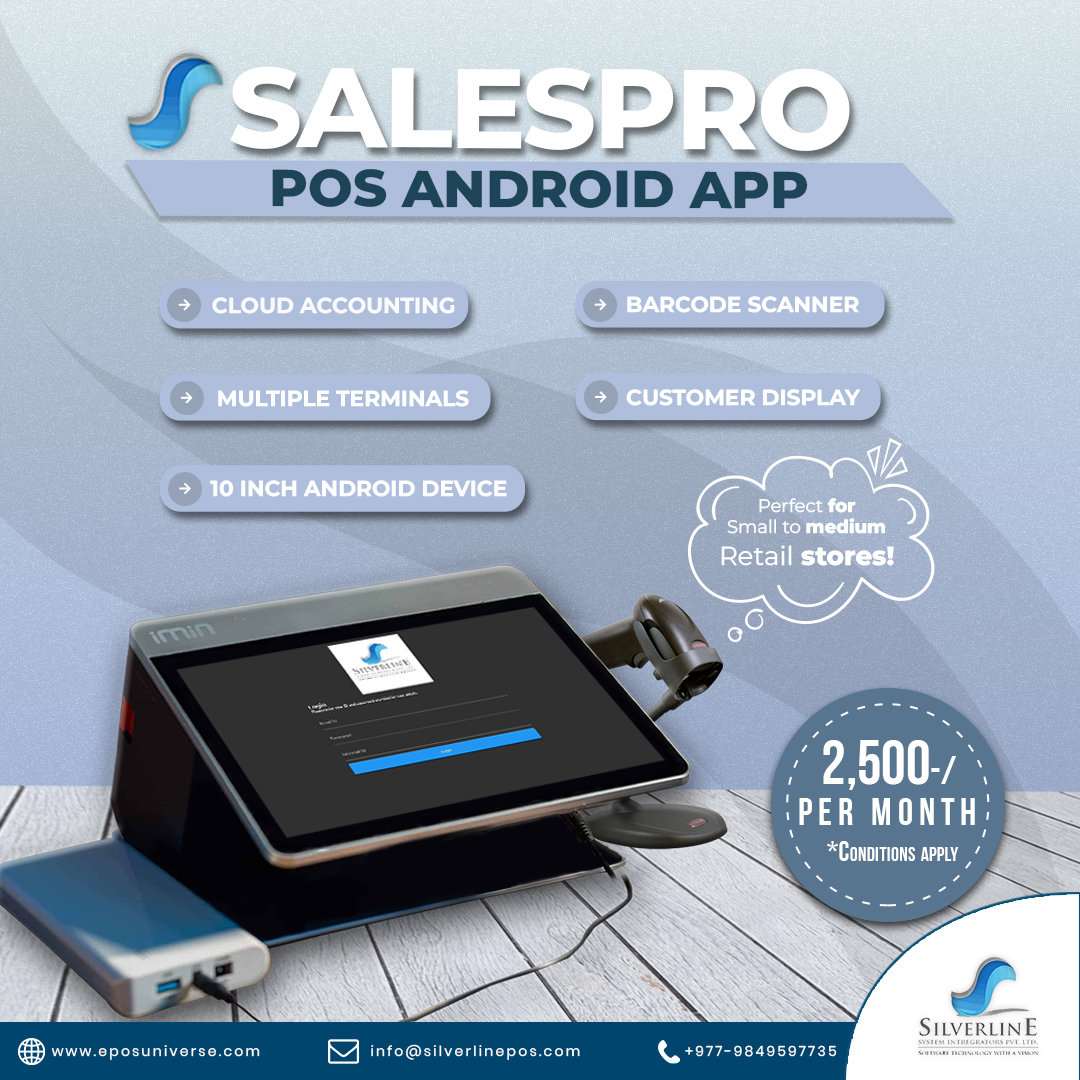 SALESPRO
POS ANDROID APP
CLOUD ACCOUNTING
BARCODE SCANNER
MULTIPLE TERMINALS
CUSTOMER DISPLAY
10 INCH ANDROID DEVICE
Perfect for
Small to medium
Retail stores!
imin
SILVERLINE
Login
2,500-/
PER MONTH
*CONDITIONS APPLY
SILVERLINE
SYSTEM INTREGRATORS PVT. LTD.
SOFTWARE TECHNOLOGY WITH A VISION
www.eposuniverse.com
info@silverlinepos.com
+977-9849597735